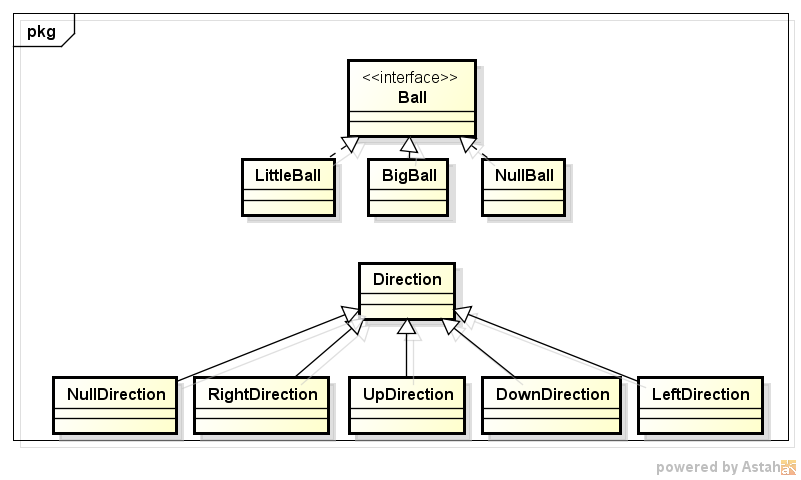 pkg
<<interface>>
Ball
LittleBall
BigBall
NullBall
Direction
NullDirection
RightDirection
UpDirection
DownDirection
LeftDirection
powered by Astah